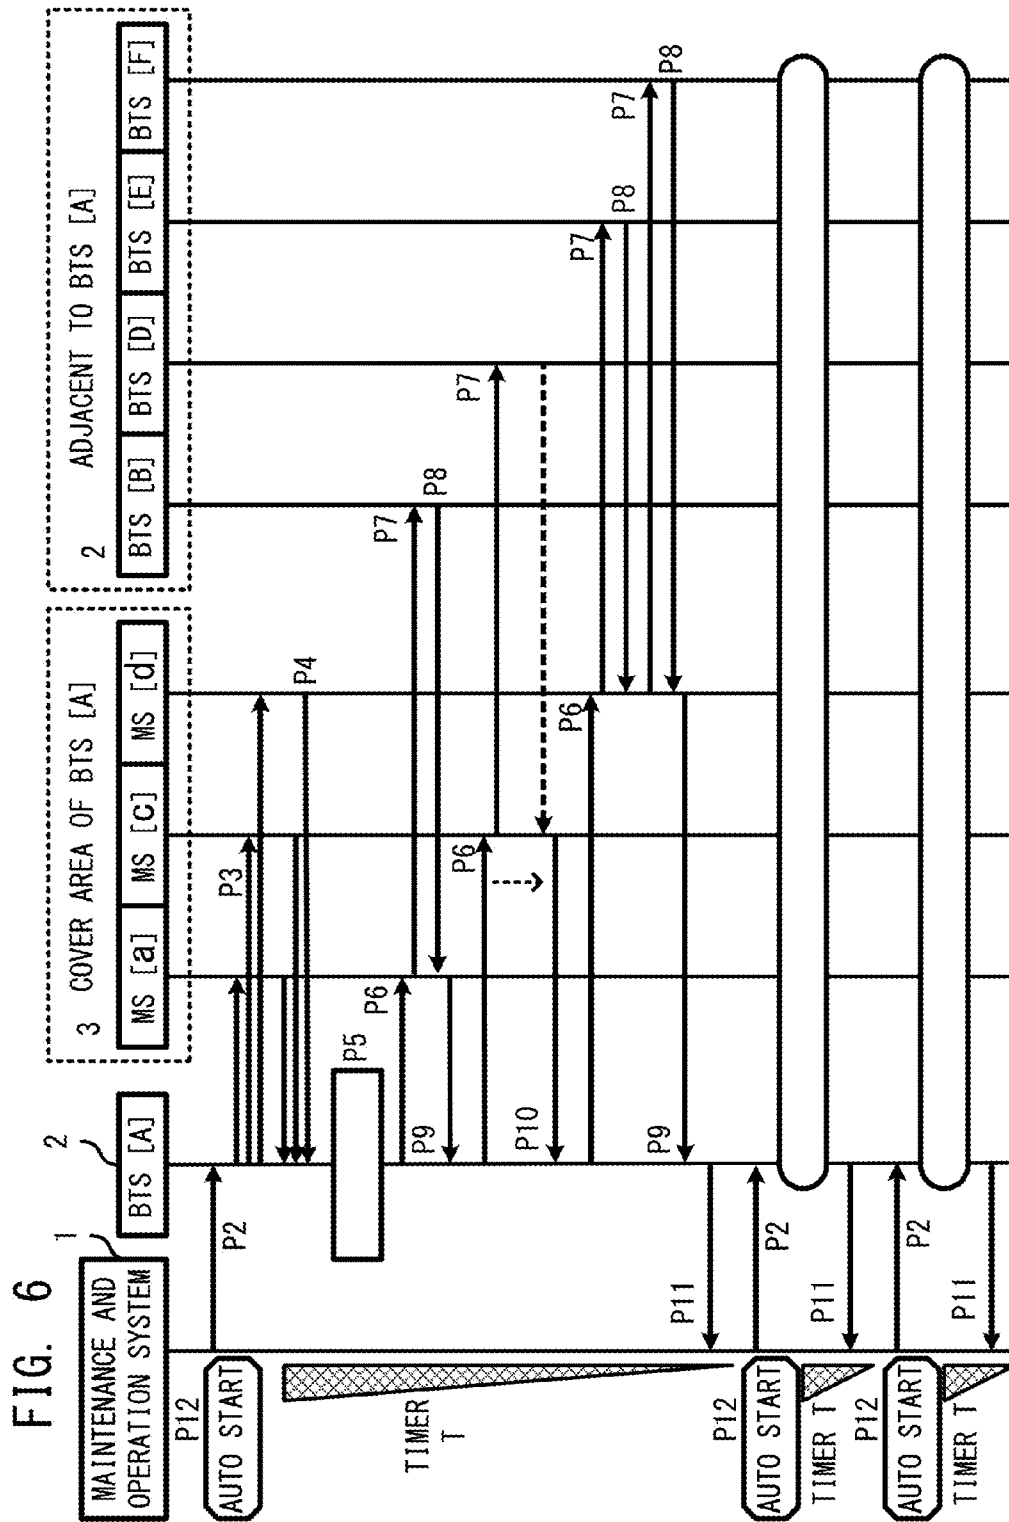 FIG. 6
MAINTENANCE AND
OPERATION SYSTEM
1
BTS [A]
2
3 COVER AREA OF BTS [A]
MS [a]
MS [c]
MS [d]
2 ADJACENT TO BTS [A]
BTS [B]
BTS [D]
BTS [E]
BTS [F]
P12
AUTO START
P2
P3
P4
P5
P6
P7
P8
P9
P6
P7
P10
P6
P7
P8
P7
P8
P9
TIMER
T
P11
P12
AUTO START
P2
TIMER T
P11
P12
AUTO START
P2
TIMER T
P11